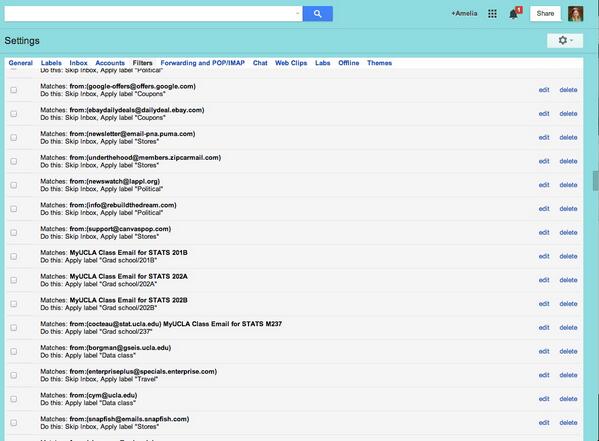 +Amelia
1
Share
Settings
General Labels Inbox Accounts Filters Forwarding and POP/IMAP Chat Web Clips Labs Offline Themes
Do this: Skip Inbox, Apply label "Political"
Matches: from:(google-offers@offers.google.com)
Do this: Skip Inbox, Apply label "Coupons"
edit delete
Matches: from:(ebaydailydeals@dailydeal.ebay.com)
Do this: Skip Inbox, Apply label "Coupons"
edit delete
Matches: from:(newsletter@email-pna.puma.com)
Do this: Skip Inbox, Apply label "Stores"
edit delete
Matches: from:(underthehood@members.zipcarmail.com)
Do this: Skip Inbox, Apply label "Stores"
edit delete
Matches: from:(newswatch@lappl.org)
Do this: Skip Inbox, Apply label "Political"
edit delete
Matches: from:(info@rebuildthedream.com)
Do this: Skip Inbox, Apply label "Political"
edit delete
Matches: from:(support@canvaspop.com)
Do this: Skip Inbox, Apply label "Stores"
edit delete
Matches: MyUCLA Class Email for STATS 201B
Do this: Apply label "Grad school/201B"
edit delete
Matches: MyUCLA Class Email for STATS 202A
Do this: Apply label "Grad school/202A"
edit delete
Matches: MyUCLA Class Email for STATS 202B
Do this: Apply label "Grad school/202B"
edit delete
Matches: from:(cocteau@stat.ucla.edu) MyUCLA Class Email for STATS M237
Do this: Apply label "Grad school/237"
edit delete
Matches: from:(borgman@gseis.ucla.edu)
Do this: Apply label "Data class"
edit delete
Matches: from:(enterpriseplus@specials.enterprise.com)
Do this: Skip Inbox, Apply label "Travel"
edit delete
Matches: from:(cym@ucla.edu)
Do this: Apply label "Data class"
edit delete
Matches: from:(snapfish@emails.snapfish.com)
Do this: Skip Inbox, Apply label "Stores"
edit delete